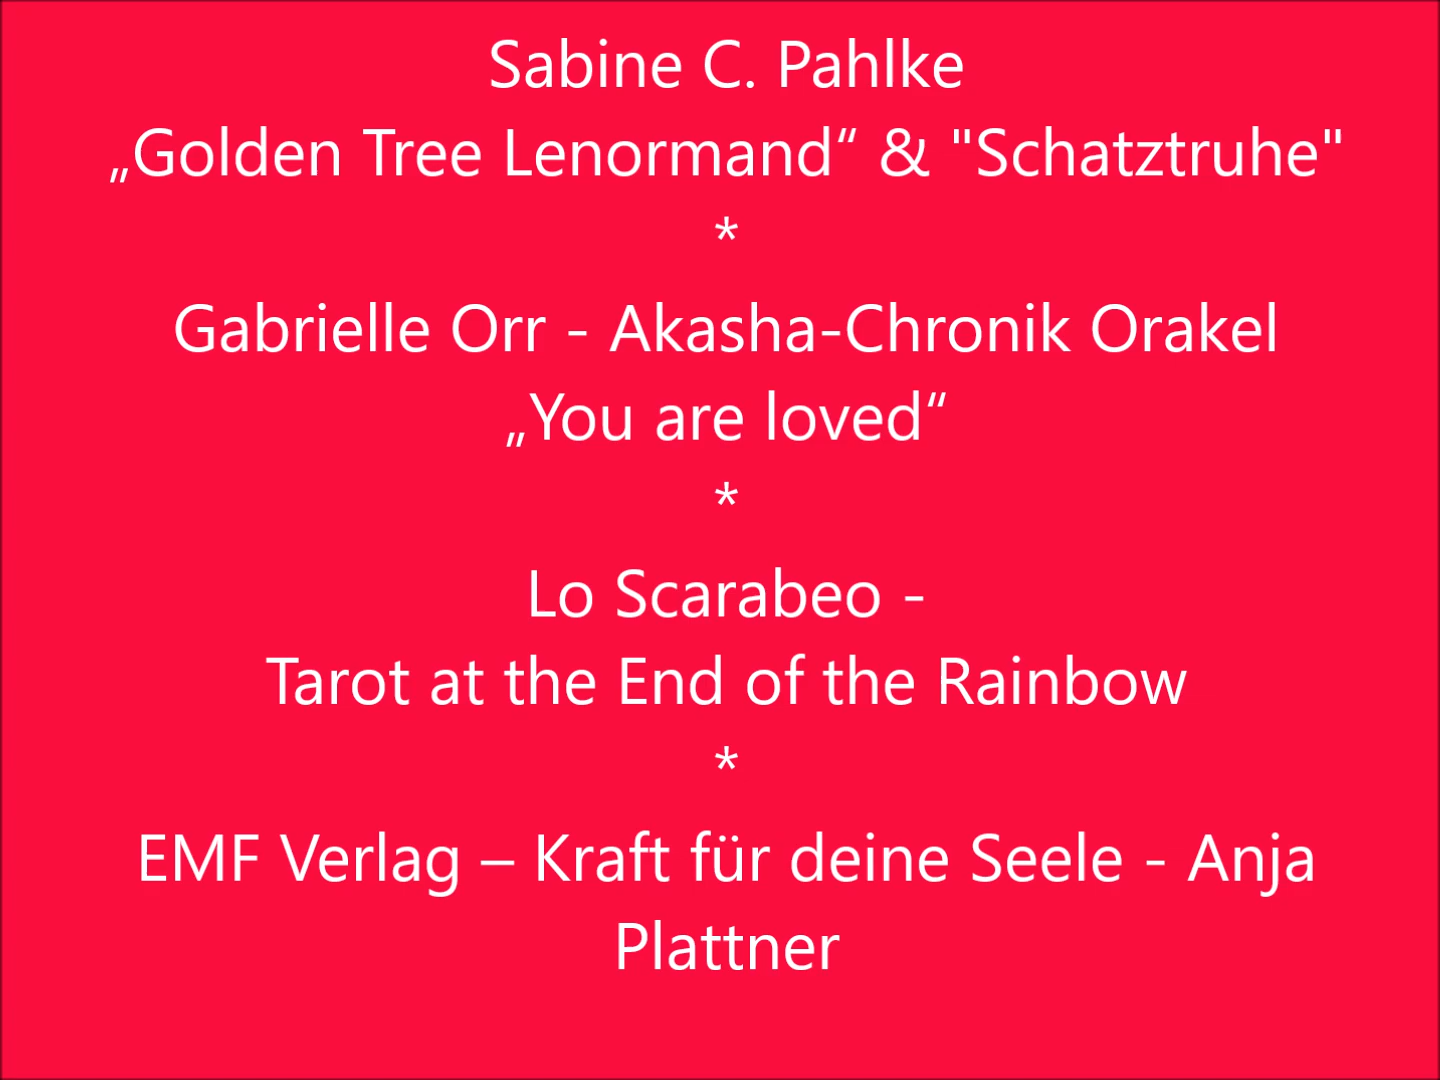 Sabine C. Pahlke
„Golden Tree Lenormand“ & "Schatztruhe"
*
Gabrielle Orr - Akasha-Chronik Orakel
„You are loved“
*
Lo Scarabeo -
Tarot at the End of the Rainbow
*
EMF Verlag – Kraft für deine Seele - Anja
Plattner